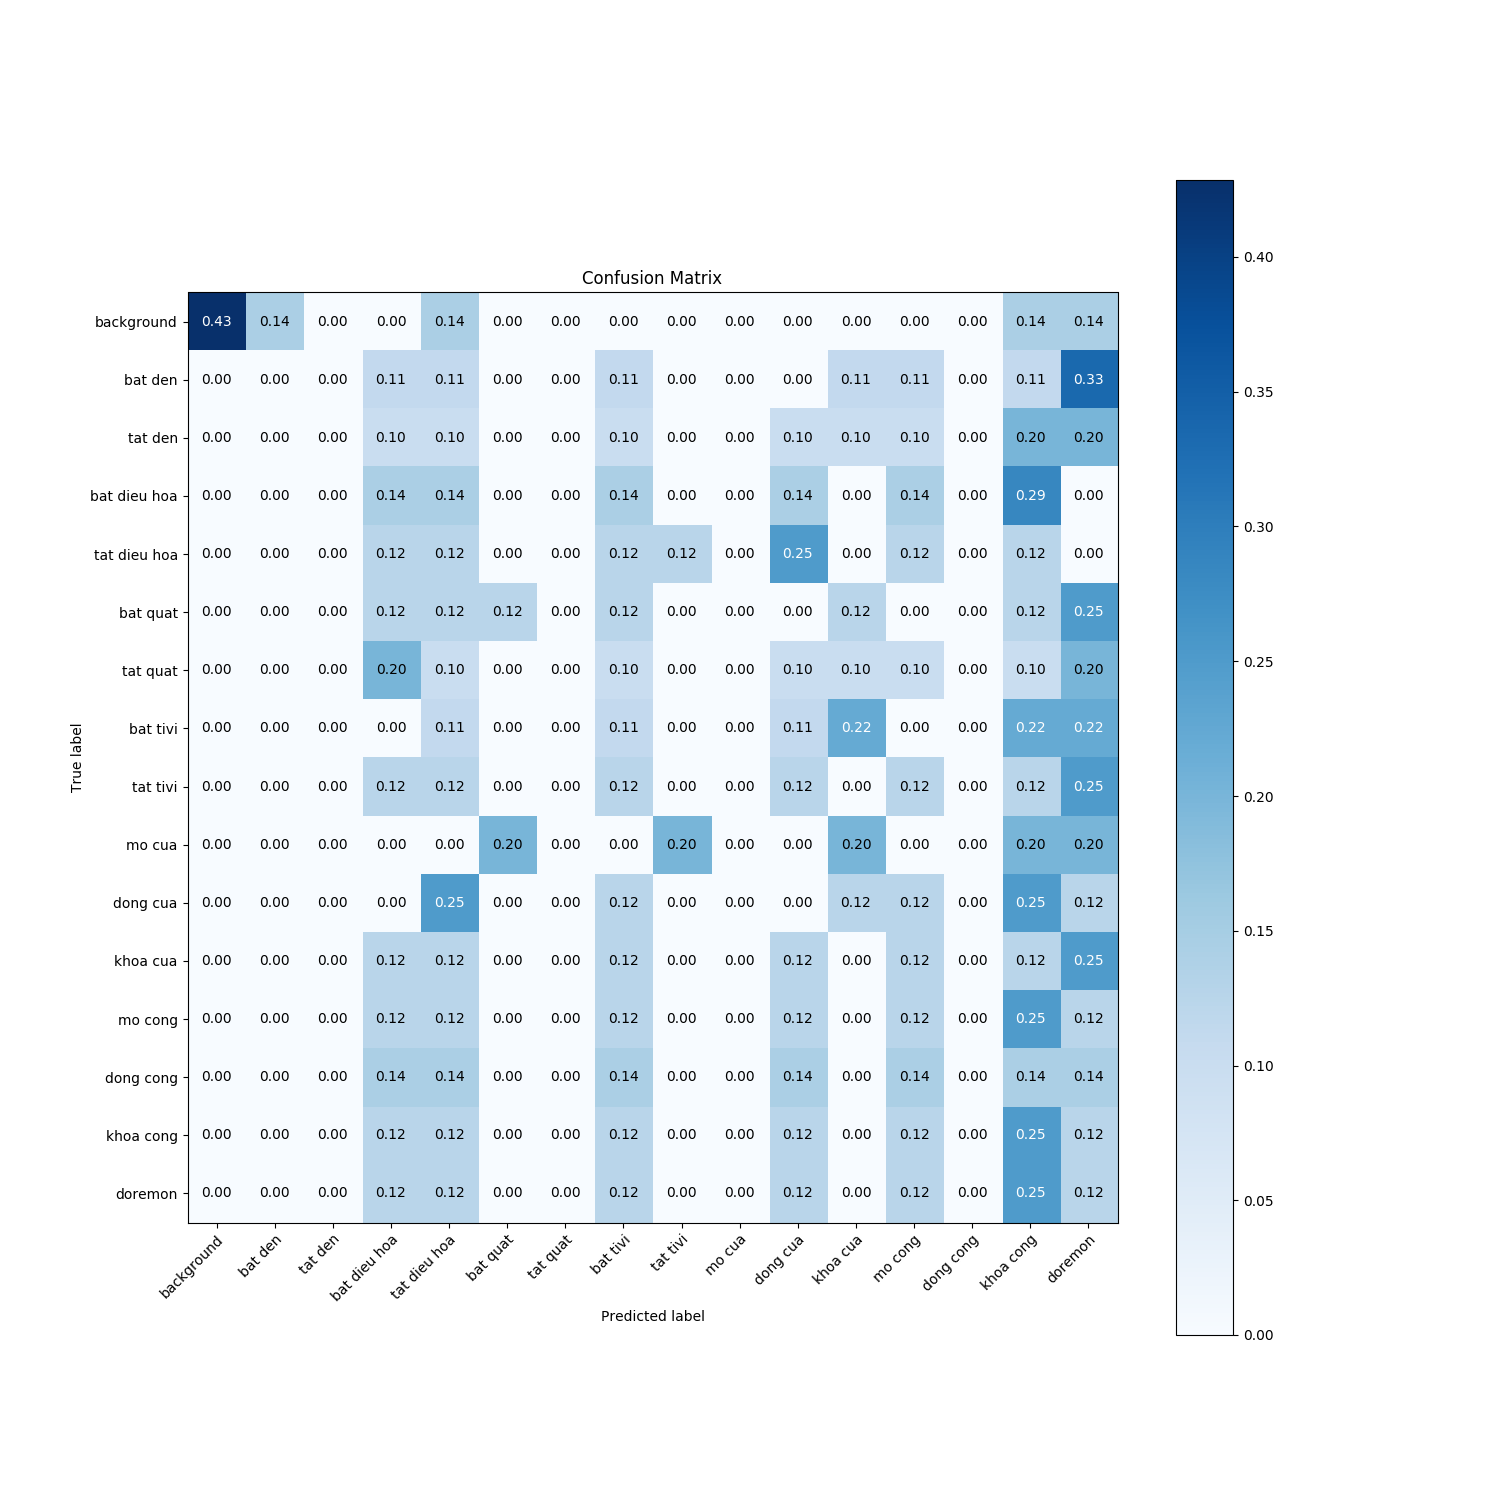 Confusion Matrix
background 0.43 0.14 0.00 0.00 0.14 0.00 0.00 0.00 0.00 0.00 0.00 0.00 0.00 0.00 0.14 0.14
bat den 0.00 0.00 0.00 0.11 0.11 0.00 0.00 0.11 0.00 0.00 0.00 0.11 0.11 0.00 0.11 0.33
tat den 0.00 0.00 0.00 0.10 0.10 0.00 0.00 0.10 0.00 0.00 0.10 0.10 0.10 0.00 0.20 0.20
bat dieu hoa 0.00 0.00 0.00 0.14 0.14 0.00 0.00 0.14 0.00 0.00 0.14 0.00 0.14 0.00 0.29 0.00
tat dieu hoa 0.00 0.00 0.00 0.12 0.12 0.00 0.00 0.12 0.12 0.00 0.25 0.00 0.12 0.00 0.12 0.00
bat quat 0.00 0.00 0.00 0.12 0.12 0.12 0.00 0.12 0.00 0.00 0.00 0.12 0.00 0.00 0.12 0.25
tat quat 0.00 0.00 0.00 0.20 0.10 0.00 0.00 0.10 0.00 0.00 0.10 0.10 0.10 0.00 0.10 0.20
bat tivi 0.00 0.00 0.00 0.00 0.11 0.00 0.00 0.11 0.00 0.00 0.11 0.22 0.00 0.00 0.22 0.22
tat tivi 0.00 0.00 0.00 0.12 0.12 0.00 0.00 0.12 0.00 0.00 0.12 0.00 0.12 0.00 0.12 0.25
mo cua 0.00 0.00 0.00 0.00 0.00 0.20 0.00 0.00 0.20 0.00 0.00 0.20 0.00 0.00 0.20 0.20
dong cua 0.00 0.00 0.00 0.00 0.25 0.00 0.00 0.12 0.00 0.00 0.00 0.12 0.12 0.00 0.25 0.12
khoa cua 0.00 0.00 0.00 0.12 0.12 0.00 0.00 0.12 0.00 0.00 0.12 0.00 0.12 0.00 0.12 0.25
mo cong 0.00 0.00 0.00 0.12 0.12 0.00 0.00 0.12 0.00 0.00 0.12 0.00 0.12 0.00 0.25 0.12
dong cong 0.00 0.00 0.00 0.14 0.14 0.00 0.00 0.14 0.00 0.00 0.14 0.00 0.14 0.00 0.14 0.14
khoa cong 0.00 0.00 0.00 0.12 0.12 0.00 0.00 0.12 0.00 0.00 0.12 0.00 0.12 0.00 0.25 0.12
doremon 0.00 0.00 0.00 0.12 0.12 0.00 0.00 0.12 0.00 0.00 0.12 0.00 0.12 0.00 0.25 0.12
True label
background bat den tat den bat dieu hoa tat dieu hoa bat quat tat quat bat tivi tat tivi mo cua dong cua khoa cua mo cong dong cong khoa cong doremon
Predicted label
0.40
0.35
0.30
0.25
0.20
0.15
0.10
0.05
0.00